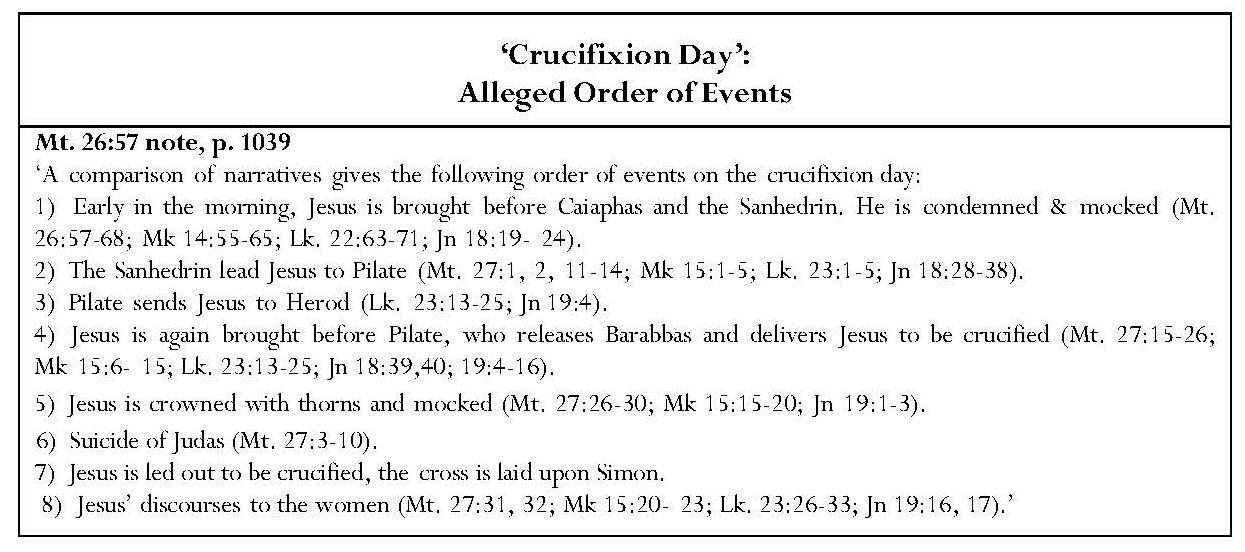 ‘Crucifixion Day’:
Alleged Order of Events
Mt. 26:57 note, p. 1039
‘A comparison of narratives gives the following order of events on the crucifixion day:
1) Early in the morning, Jesus is brought before Caiaphas and the Sanhedrin. He is condemned & mocked (Mt.
26:57-68; Mk 14:55-65; Lk. 22:63-71; Jn 18:19- 24).
2) The Sanhedrin lead Jesus to Pilate (Mt. 27:1, 2, 11-14; Mk 15:1-5; Lk. 23:1-5; Jn 18:28-38).
3) Pilate sends Jesus to Herod (Lk. 23:13-25; Jn 19:4).
4) Jesus is again brought before Pilate, who releases Barabbas and delivers Jesus to be crucified (Mt. 27:15-26;
Mk 15:6- 15; Lk. 23:13-25; Jn 18:39,40; 19:4-16).
5) Jesus is crowned with thorns and mocked (Mt. 27:26-30; Mk 15:15-20; Jn 19:1-3).
6) Suicide of Judas (Mt. 27:3-10).
7) Jesus is led out to be crucified, the cross is laid upon Simon.
8) Jesus’ discourses to the women (Mt. 27:31, 32; Mk 15:20- 23; Lk. 23:26-33; Jn 19:16, 17).’